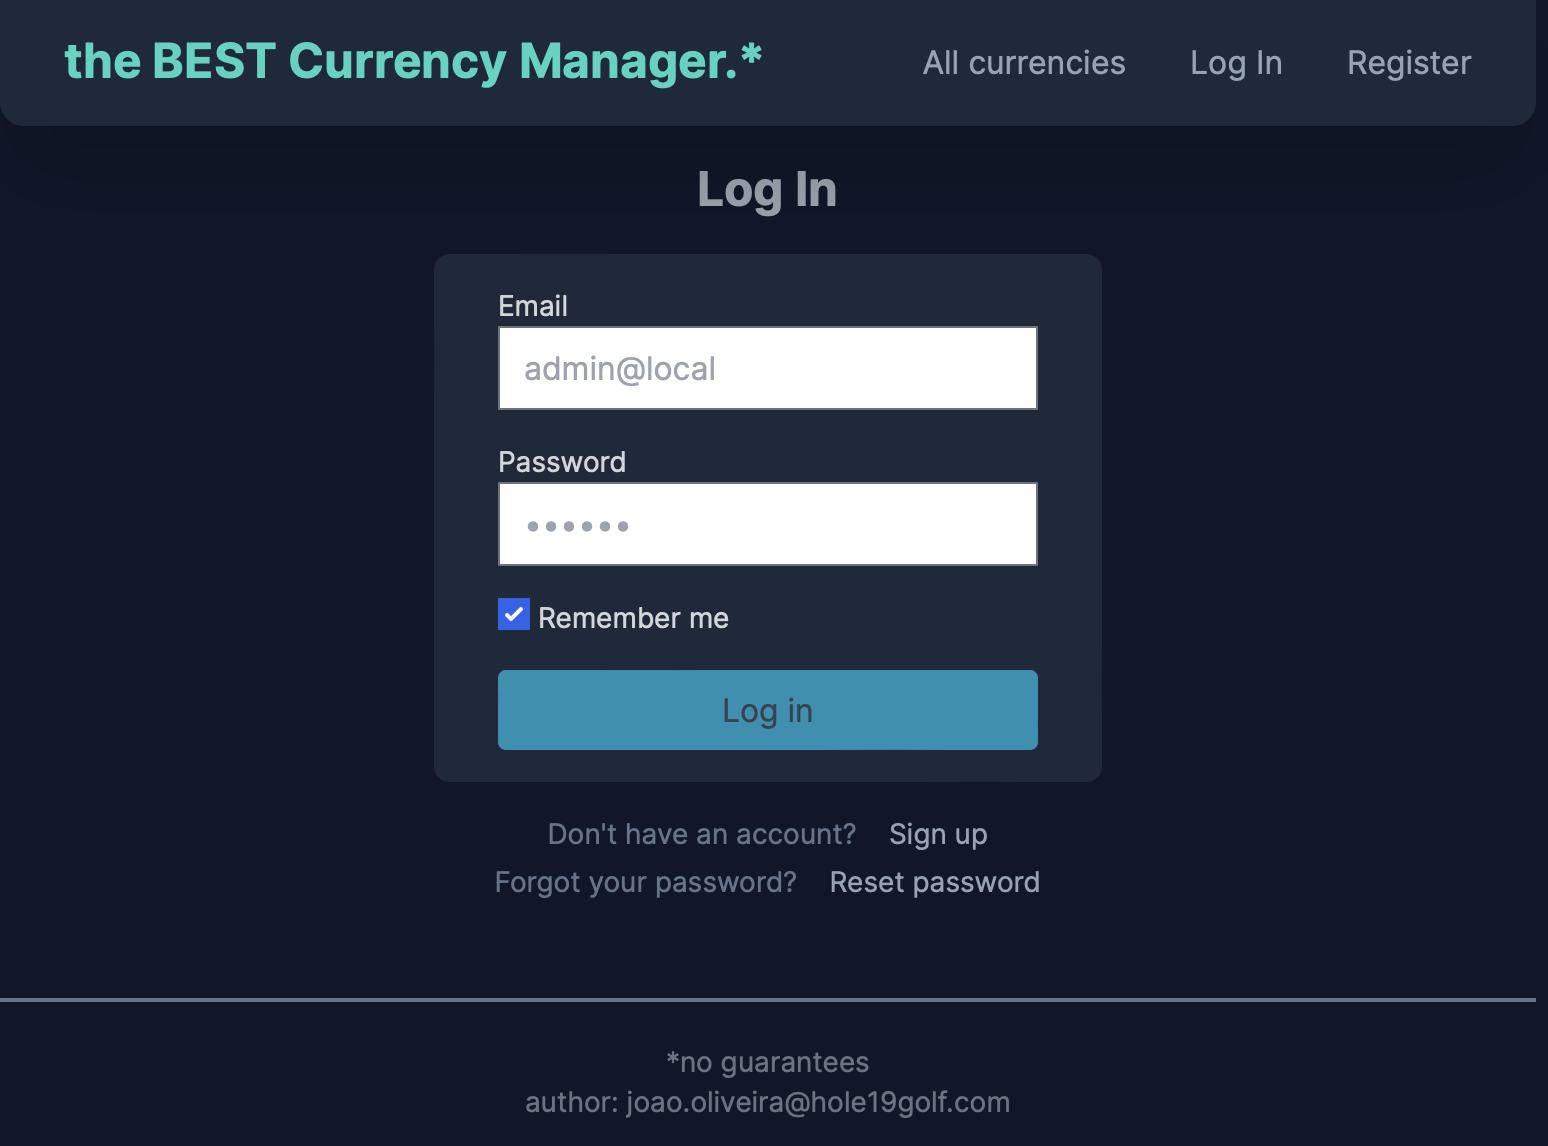 the BEST Currency Manager.*
All currencies Log In Register
Log In
Email
admin@local
Password
••••••
Remember me
Log in
Don't have an account? Sign up
Forgot your password? Reset password
*no guarantees
author: joao.oliveira@hole19golf.com